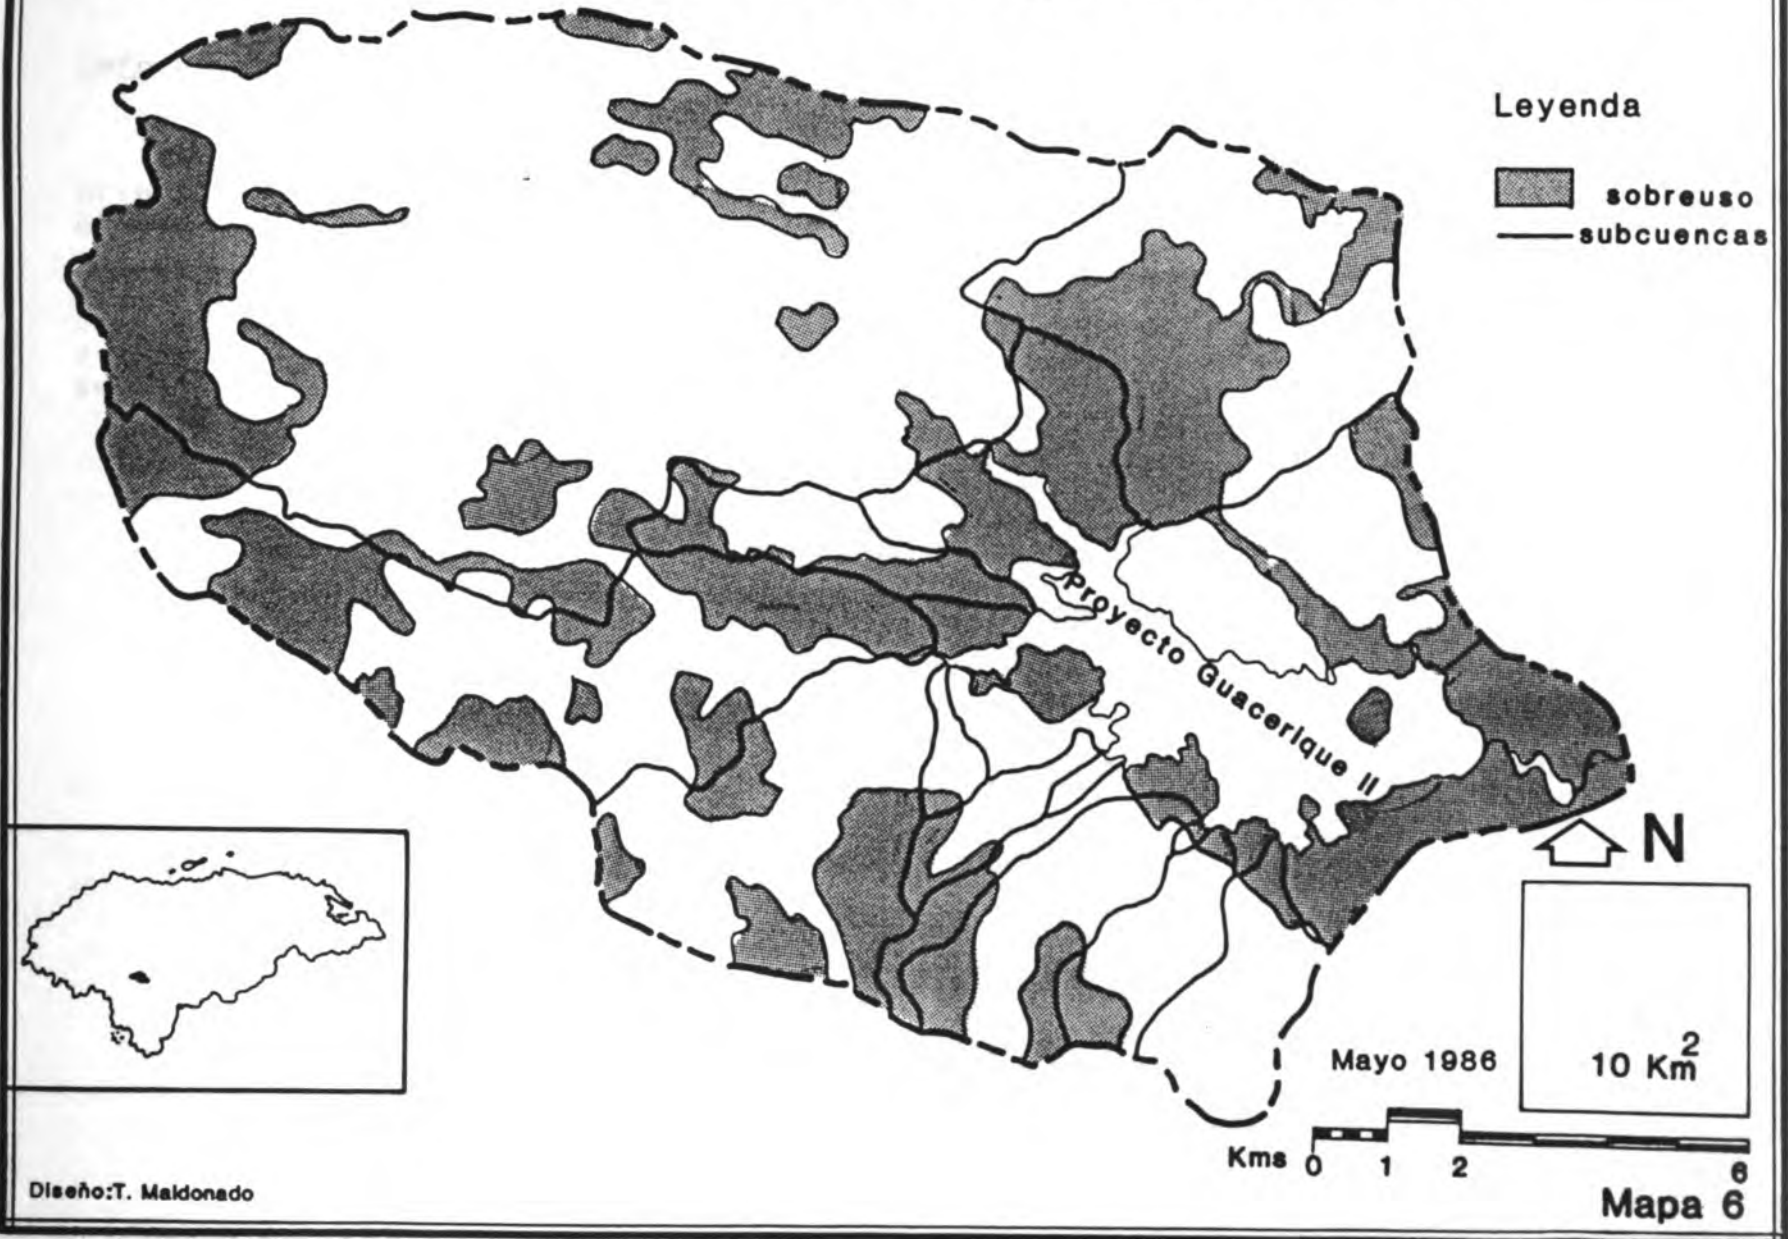 Leyenda
sobreuso
subcuencas
Proyecto Guacerique II
N
Mayo 1986
10 Km2
Kms 0 1 2 6
Diseño:T. Maldonado
Mapa 6